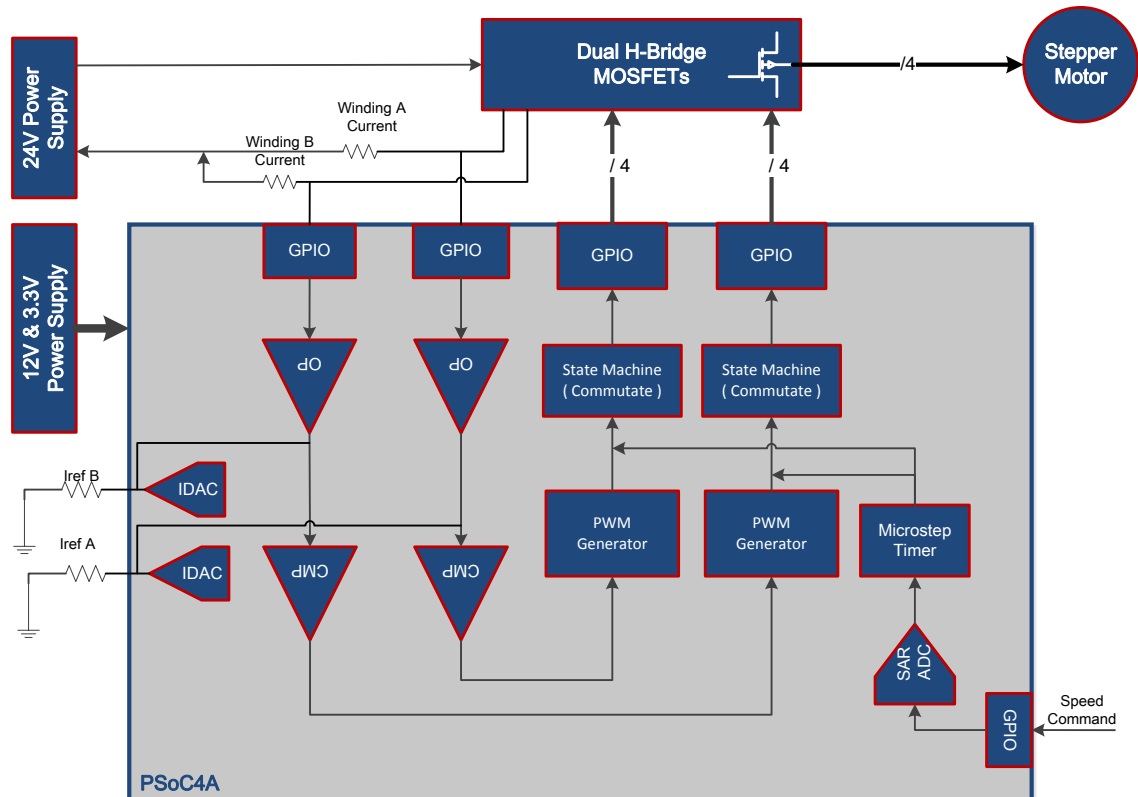 24V Power
Supply
Dual H-Bridge
MOSFETs
/4
Stepper
Motor
Winding A
Current
Winding B
Current
/ 4
/ 4
12V & 3.3V
Power Supply
GPIO
GPIO
GPIO
GPIO
OP
OP
State Machine
( Commutate )
State Machine
( Commutate )
Iref B
IDAC
Iref A
IDAC
CMP
CMP
PWM
Generator
PWM
Generator
Microstep
Timer
SAR
ADC
GPIO
Speed
Command
PSoC4A